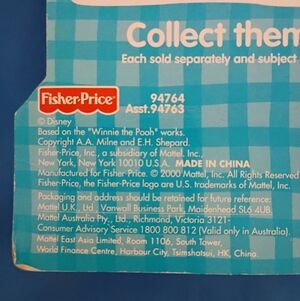 Collect them
Each sold separately and subject
Fisher-Price®
94764
Asst.94763
© Disney
Based on the "Winnie the Pooh" works.
Copyright A.A. Milne and E.H. Shepard.
Fisher-Price, Inc., a subsidiary of Mattel, Inc.
New York, New York 10010 U.S.A. MADE IN CHINA
Manufactured for Fisher-Price. © 2000 Mattel, Inc. All Rights Reserved
Fisher-Price, the Fisher-Price logo are U.S. trademarks of Mattel, Inc.
Packaging and address should be retained for future reference:
Mattel U.K., Ltd., Vanwall Business Park, Maidenhead SL6 4UB.
Mattel Australia Pty., Ltd., Richmond, Victoria 3121-
Consumer Advisory Service 1800 800 812 (Valid only in Australia).
Mattel East Asia Limited, Room 1106, South Tower,
World Finance Centre, Harbour City, Tsimshatsui, HK, China.